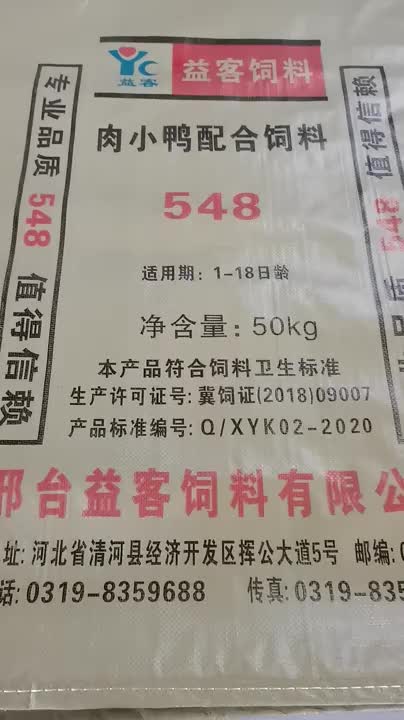 益客
益客饲料
肉小鸭配合饲料
548
适用期：1-18日龄
净含量：50kg
本产品符合饲料卫生标准
生产许可证号：冀饲证(2018)09007
产品标准编号：Q/XYK02-2020
邢台益客饲料有限公
址：河北省清河县经济开发区挥公大道5号 邮编：0
话：0319-8359688 传真：0319-835
专业品质 548 值得信赖
品质 548 值得信赖